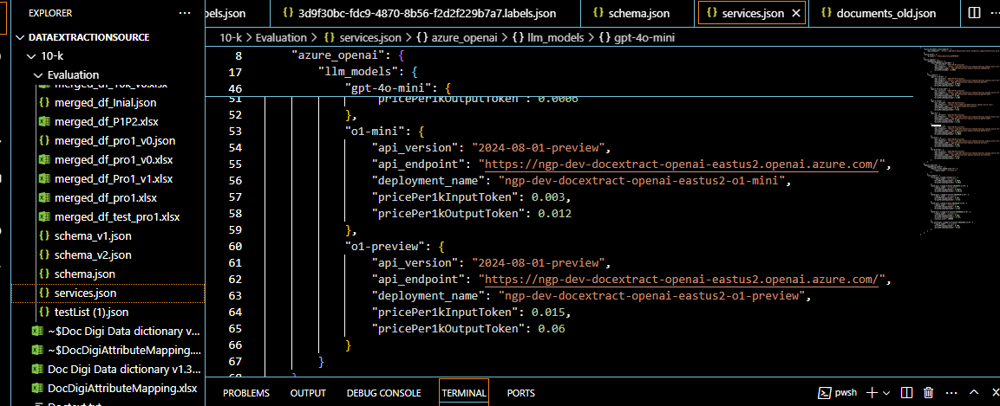 EXPLORER ···
DATAEXTRACTIONSOURCE
10-k
Evaluation
merged_df_10k_v0.xlsx
merged_df_Inial.json
merged_df_P1P2.xlsx
merged_df_pro1_v0.json
merged_df_pro1_v0.xlsx
merged_df_Pro1_v1.xlsx
merged_df_pro1.xlsx
merged_df_test_pro1.xlsx
schema_v1.json
schema_v2.json
schema.json
services.json
testList (1).json
~$Doc Digi Data dictionary v...
~$DocDigiAttributeMapping....
Doc Digi Data dictionary v1.3...
DocDigiAttributeMapping.xlsx
bels.json {} 3d9f30bc-fdc9-4870-8b56-f2d2f229b7a7.labels.json {} schema.json {} services.json × {} documents_old.json
10-k > Evaluation > {} services.json > {} azure_openai > {} llm_models > {} gpt-4o-mini
8 "azure_openai": {
17 "llm_models": {
46 "gpt-4o-mini": {
51 "pricePer1kOutputToken": 0.0006
52 },
53 "o1-mini": {
54 "api_version": "2024-08-01-preview",
55 "api_endpoint": "https://ngp-dev-docextract-openai-eastus2.openai.azure.com/",
56 "deployment_name": "ngp-dev-docextract-openai-eastus2-o1-mini",
57 "pricePer1kInputToken": 0.003,
58 "pricePer1kOutputToken": 0.012
59 },
60 "o1-preview": {
61 "api_version": "2024-08-01-preview",
62 "api_endpoint": "https://ngp-dev-docextract-openai-eastus2.openai.azure.com/",
63 "deployment_name": "ngp-dev-docextract-openai-eastus2-o1-preview",
64 "pricePer1kInputToken": 0.015,
65 "pricePer1kOutputToken": 0.06
66 }
67 }
68 }
PROBLEMS OUTPUT DEBUG CONSOLE TERMINAL PORTS pwsh